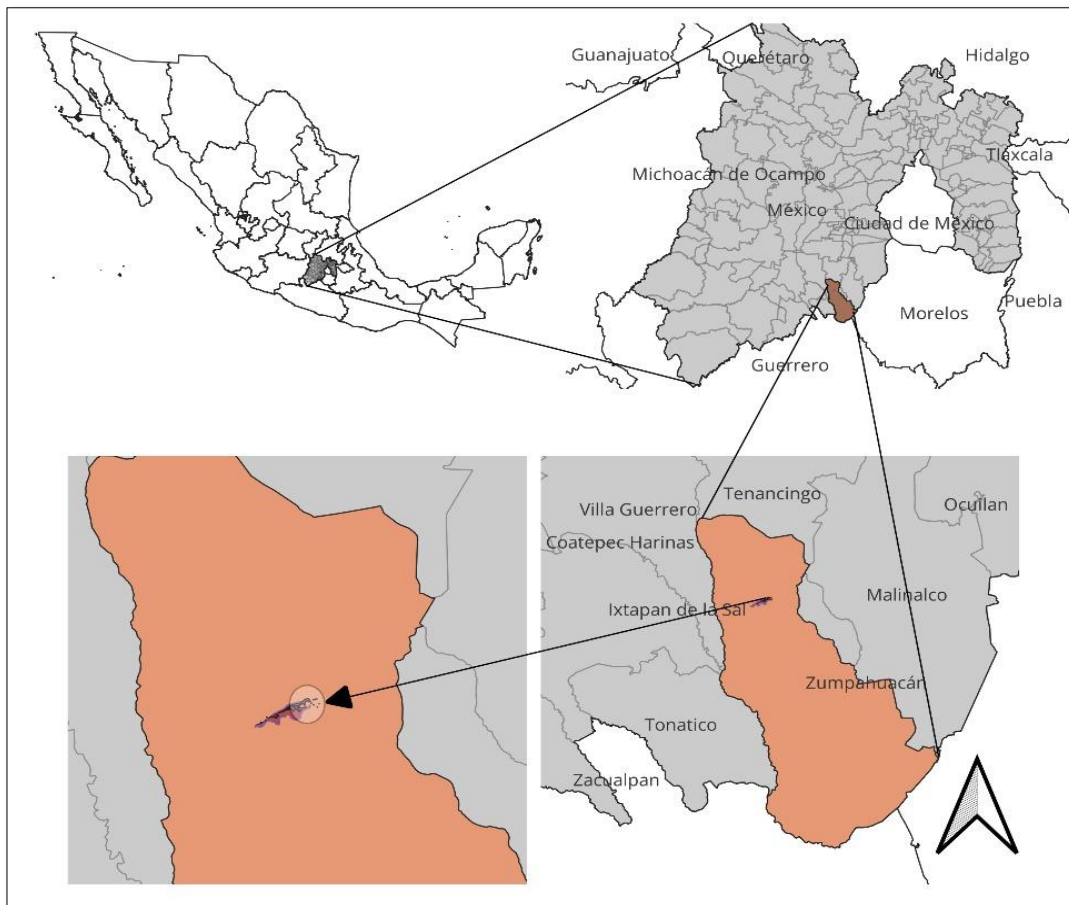 Guanajuato
Querétaro
Hidalgo
Tlaxcala
Michoacán de Ocampo
México
Ciudad de México
Puebla
Morelos
Guerrero
Tenancingo
Ocuilan
Villa Guerrero
Coatepec Harinas
Malinalco
Ixtapan de la Sal
Zumpahuacán
Tonatico
Zacualpan